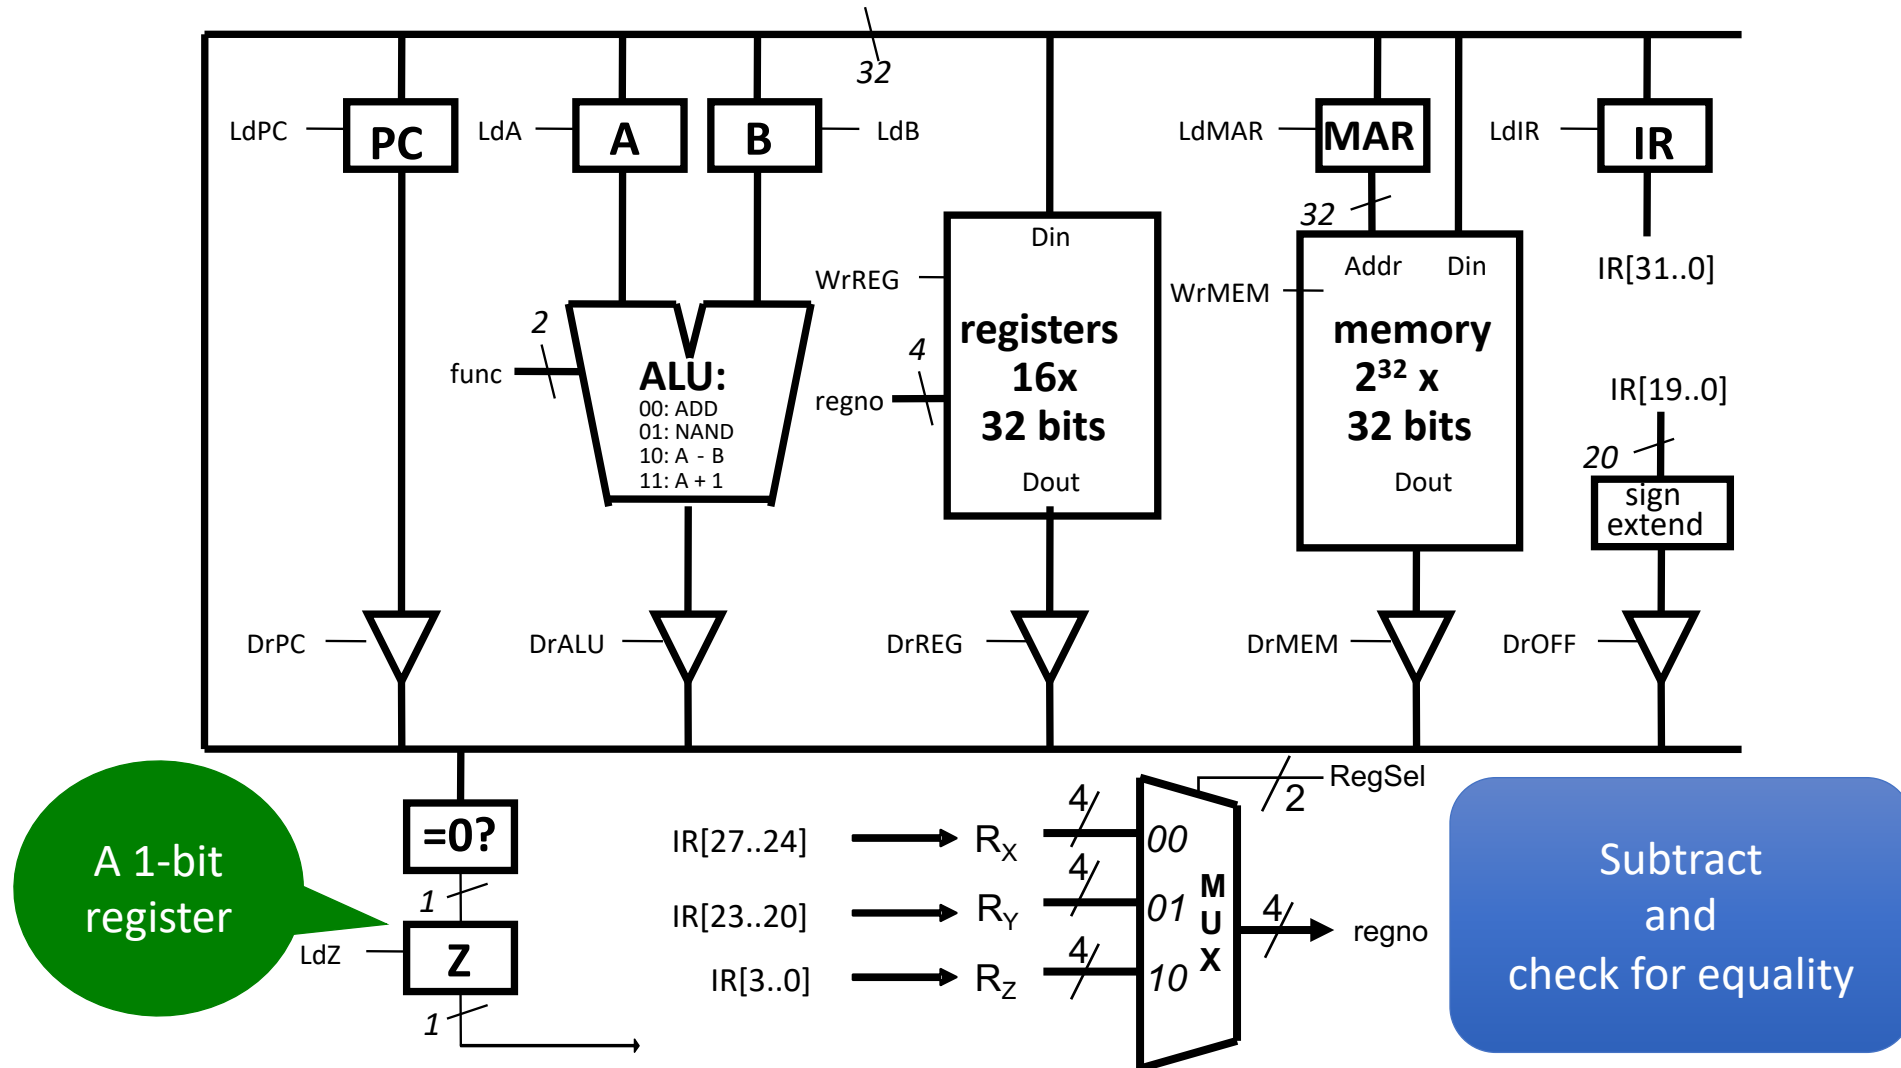 32
LdPC
PC
LdA
A
B
LdB
LdMAR
MAR
LdIR
IR
32
Din
Addr
Din
IR[31..0]
WrREG
WrMEM
2
func
ALU:
00: ADD
01: NAND
10: A - B
11: A + 1
4
regno
registers
16x
32 bits
Dout
memory
2³² x
32 bits
Dout
IR[19..0]
20
sign
extend
DrPC
DrALU
DrREG
DrMEM
DrOFF
=0?
1
LdZ
Z
1
A 1-bit
register
IR[27..24]
RX
4
00
IR[23..20]
RY
4
01
IR[3..0]
RZ
4
10
M
U
X
RegSel
2
4
regno
Subtract
and
check for equality